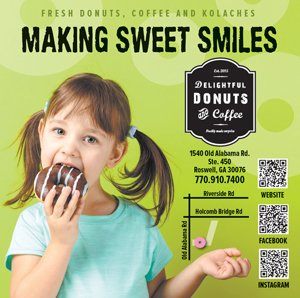 FRESH DONUTS, COFFEE AND KOLACHES
MAKING SWEET SMILES
Est. 2015
DELIGHTFUL
DONUTS
AND Coffee
1540 Old Alabama Rd.
Ste. 450
Roswell, GA 30076
770.910.7400
Riverside Rd
Holcomb Bridge Rd
Old Alabama Rd
WEBSITE
FACEBOOK
INSTAGRAM